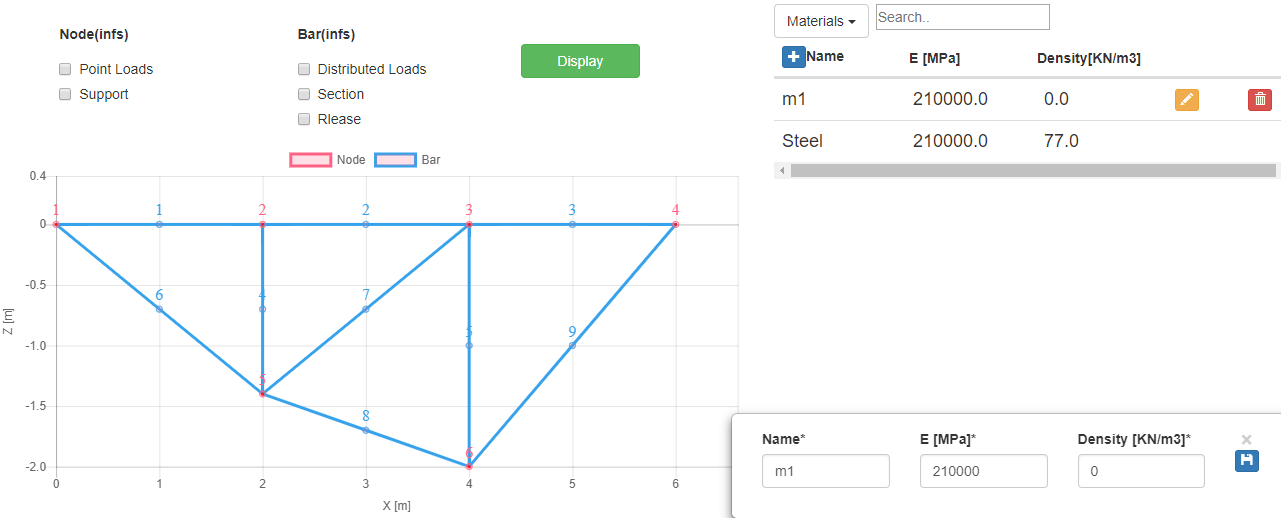 Node(infs)
Point Loads
Support
Bar(infs)
Distributed Loads
Section
Rlease
Display
Node Bar
0.4
0
-0.5
-1.0
-1.5
-2.0
Z [m]
1 1 2 2 3 3 4
6 4 7
5 9
5
8
6
0 1 2 3 4 5 6
X [m]
Materials Search..
Name E [MPa] Density[KN/m3]
m1 210000.0 0.0
Steel 210000.0 77.0
Name* E [MPa]* Density [KN/m3]*
m1 210000 0